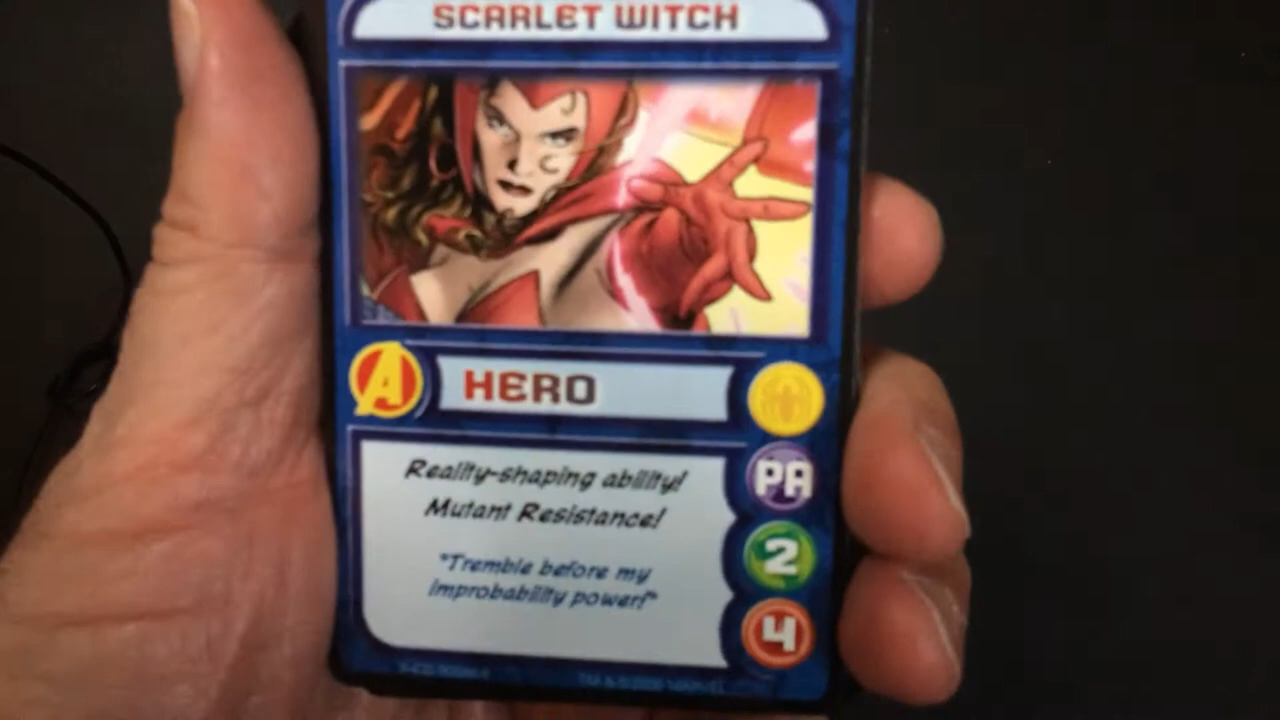 SCARLET WITCH
A
HERO
PA
Reality-shaping ability!
Mutant Resistance!
2
"Tremble before my
improbability power!"
4